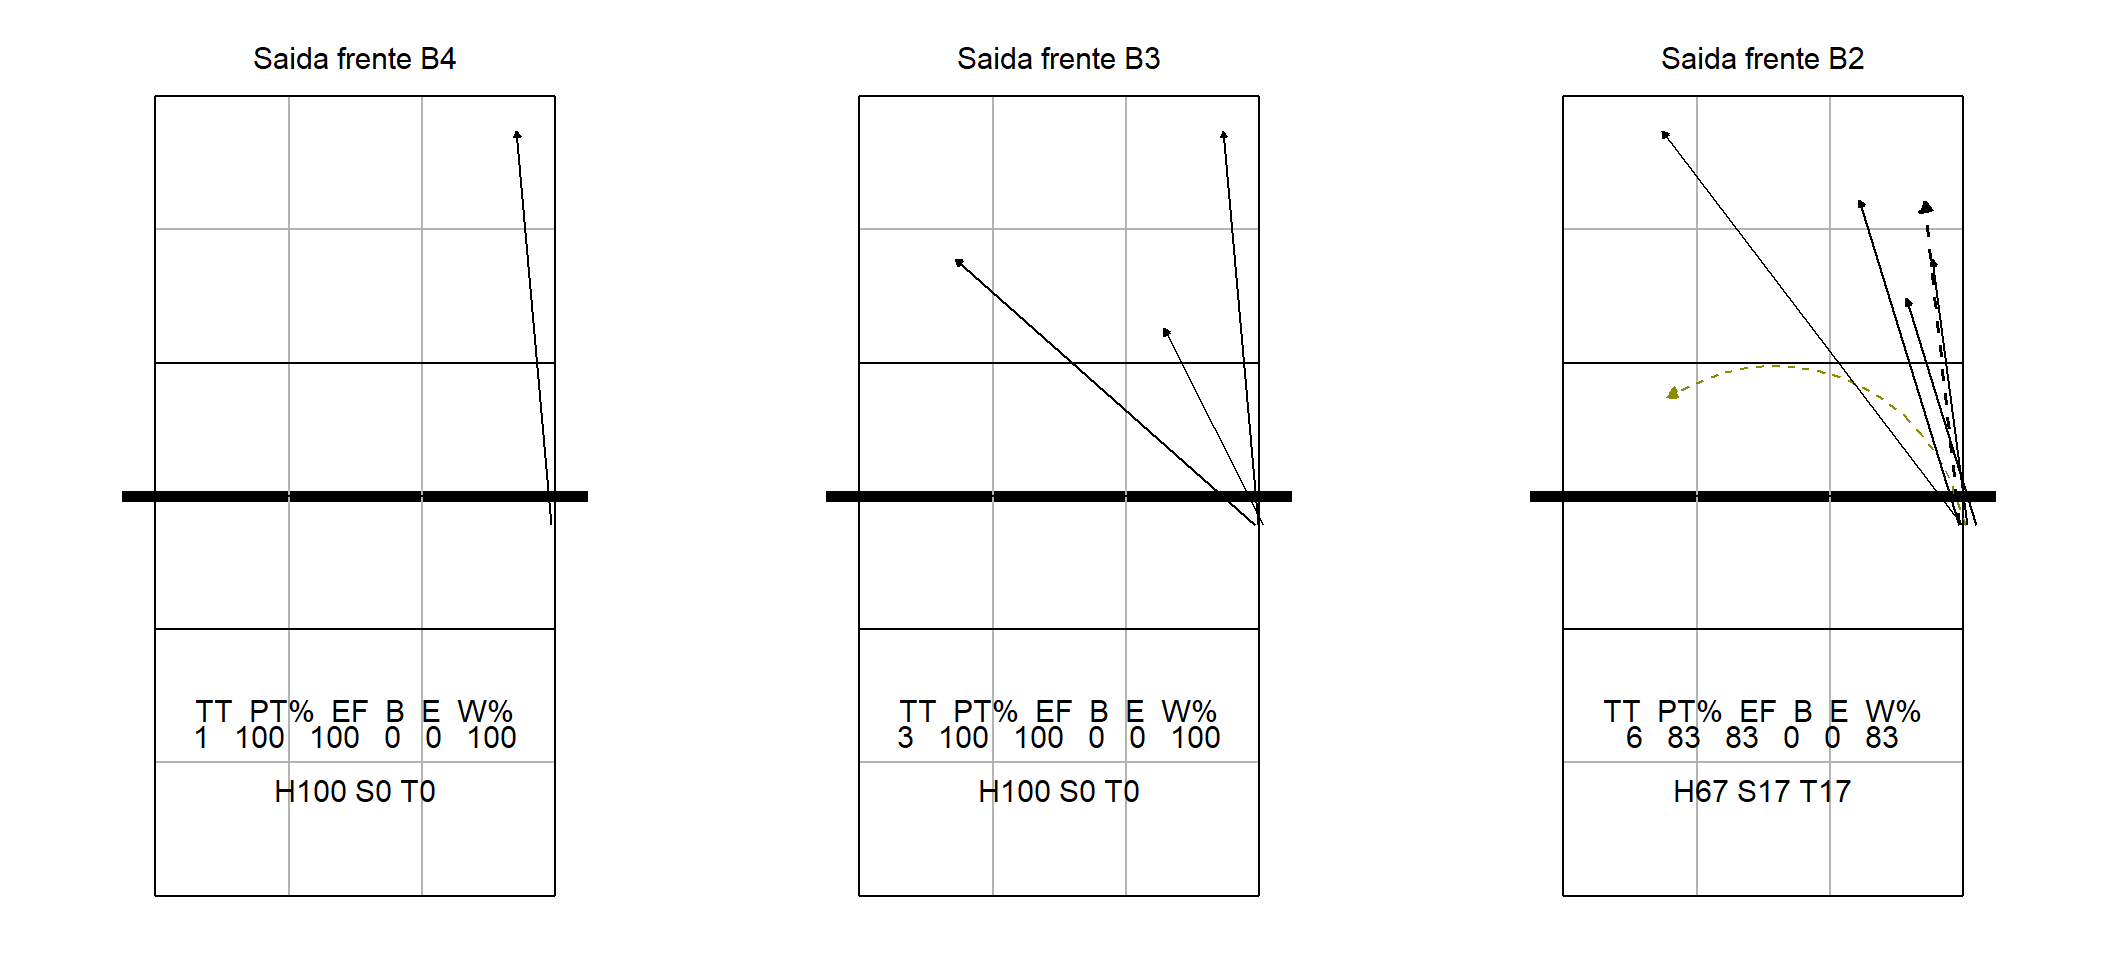 Saida frente B4
TT PT% EF B E W%
1 100 100 0 0 100
H100 S0 T0
Saida frente B3
TT PT% EF B E W%
3 100 100 0 0 100
H100 S0 T0
Saida frente B2
TT PT% EF B E W%
6 83 83 0 0 83
H67 S17 T17